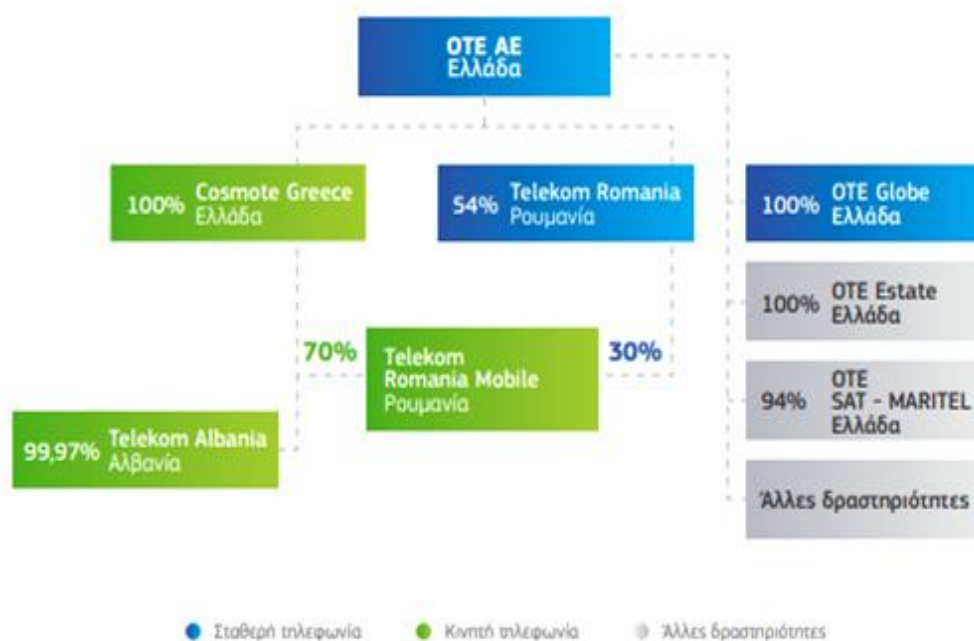 OTE AE
Ελλάδα
100% Cosmote Greece
Ελλάδα
54% Telekom Romania
Ρουμανία
100% OTE Globe
Ελλάδα
100% OTE Estate
Ελλάδα
70%
Telekom
Romania Mobile
Ρουμανία
30%
94% OTE
SAT - MARITEL
Ελλάδα
99,97% Telekom Albania
Αλβανία
Άλλες δραστηριότητες
Σταθερή τηλεφωνία
Κινητή τηλεφωνία
Άλλες δραστηριότητες